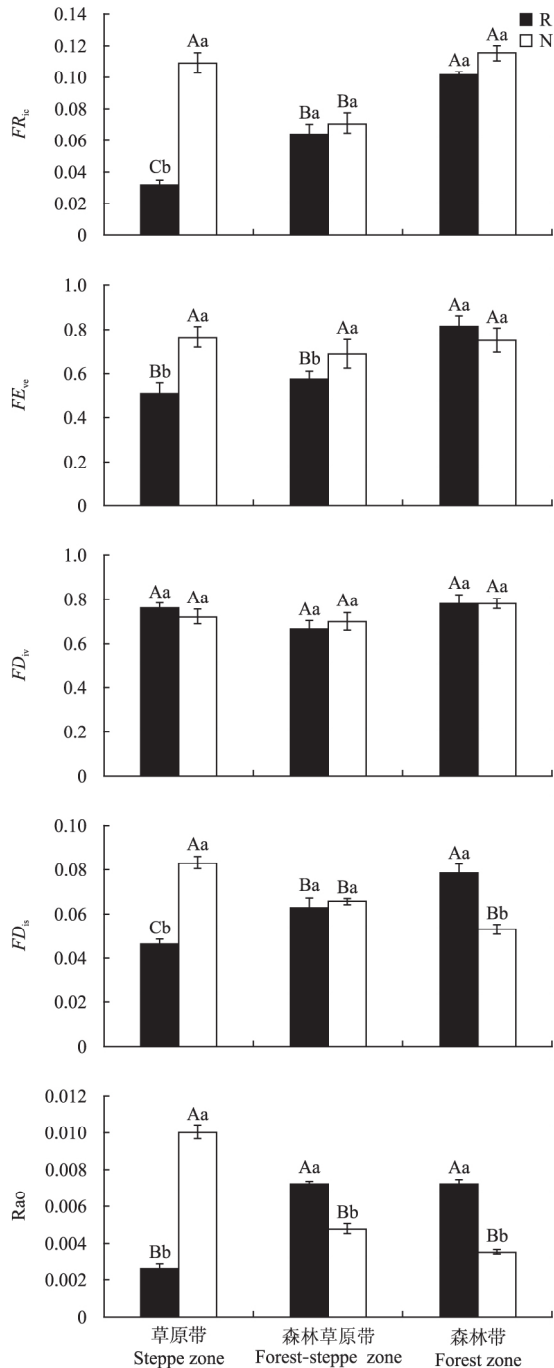 R
N
0.14
0.12
0.10
0.08
0.06
0.04
0.02
0
FRic
Cb Aa Ba Ba Aa Aa
1.0
0.8
0.6
0.4
0.2
0
FEve
Bb Aa Bb Aa Aa Aa
1.0
0.8
0.6
0.4
0.2
0
FDiv
Aa Aa Aa Aa Aa Aa
0.10
0.08
0.06
0.04
0.02
0.00
FDis
Cb Aa Ba Ba Aa Bb
0.012
0.010
0.008
0.006
0.004
0.002
0
Rao
Bb Aa Aa Bb Aa Bb
草原带 森林草原带 森林带
Steppe zone Forest-steppe zone Forest zone